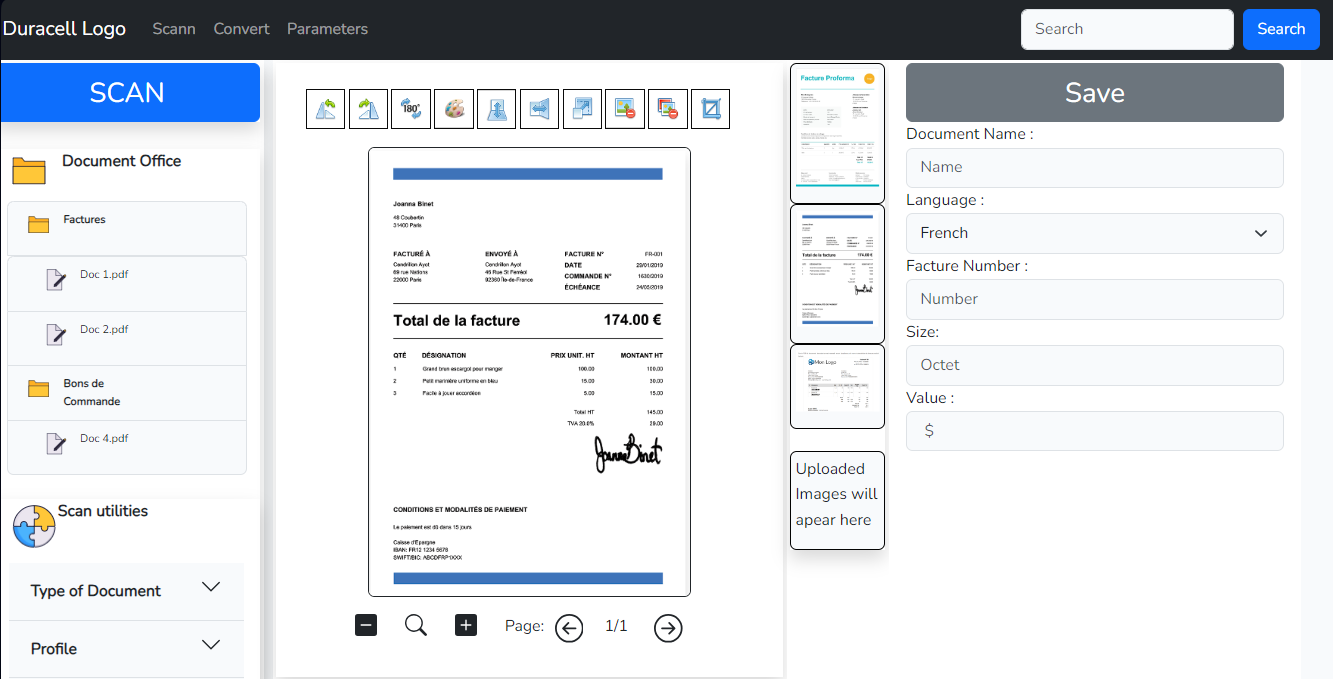 Duracell Logo Scann Convert Parameters Search Search
SCAN
Document Office
Factures
Doc 1.pdf
Doc 2.pdf
Bons de
Commande
Doc 4.pdf
Scan utilities
Type of Document
Profile
180°
Joanna Binet
48 Coubertin
31400 Paris
FACTURÉ À ENVOYÉ À FACTURE N° FR-001
Cendrillon Ayot Cendrillon Ayot DATE 29/01/2019
69 rue Nations 46 Rue St Ferréol COMMANDE N° 1630/2019
22000 Paris 92360 Île-de-France ÉCHÉANCE 24/05/2019
Total de la facture 174.00 €
QTÉ DÉSIGNATION PRIX UNIT. HT MONTANT HT
1 Grand brun escargot pour manger 100.00 100.00
2 Petit marinière uniforme en bleu 15.00 30.00
3 Facile à jouer accordéon 5.00 15.00
Total HT 145.00
TVA 20.0% 29.00
Joanna Binet
CONDITIONS ET MODALITÉS DE PAIEMENT
Le paiement est dû dans 15 jours
Caisse d'Epargne
IBAN: FR12 1234 5678
SWIFT/BIC: ABCDFRP1XXX
Page: 1/1
Facture Proforma
Total de la facture 174.00 €
Mon Logo
Uploaded
Images will
apear here
Save
Document Name :
Name
Language :
French
Facture Number :
Number
Size:
Octet
Value :
$